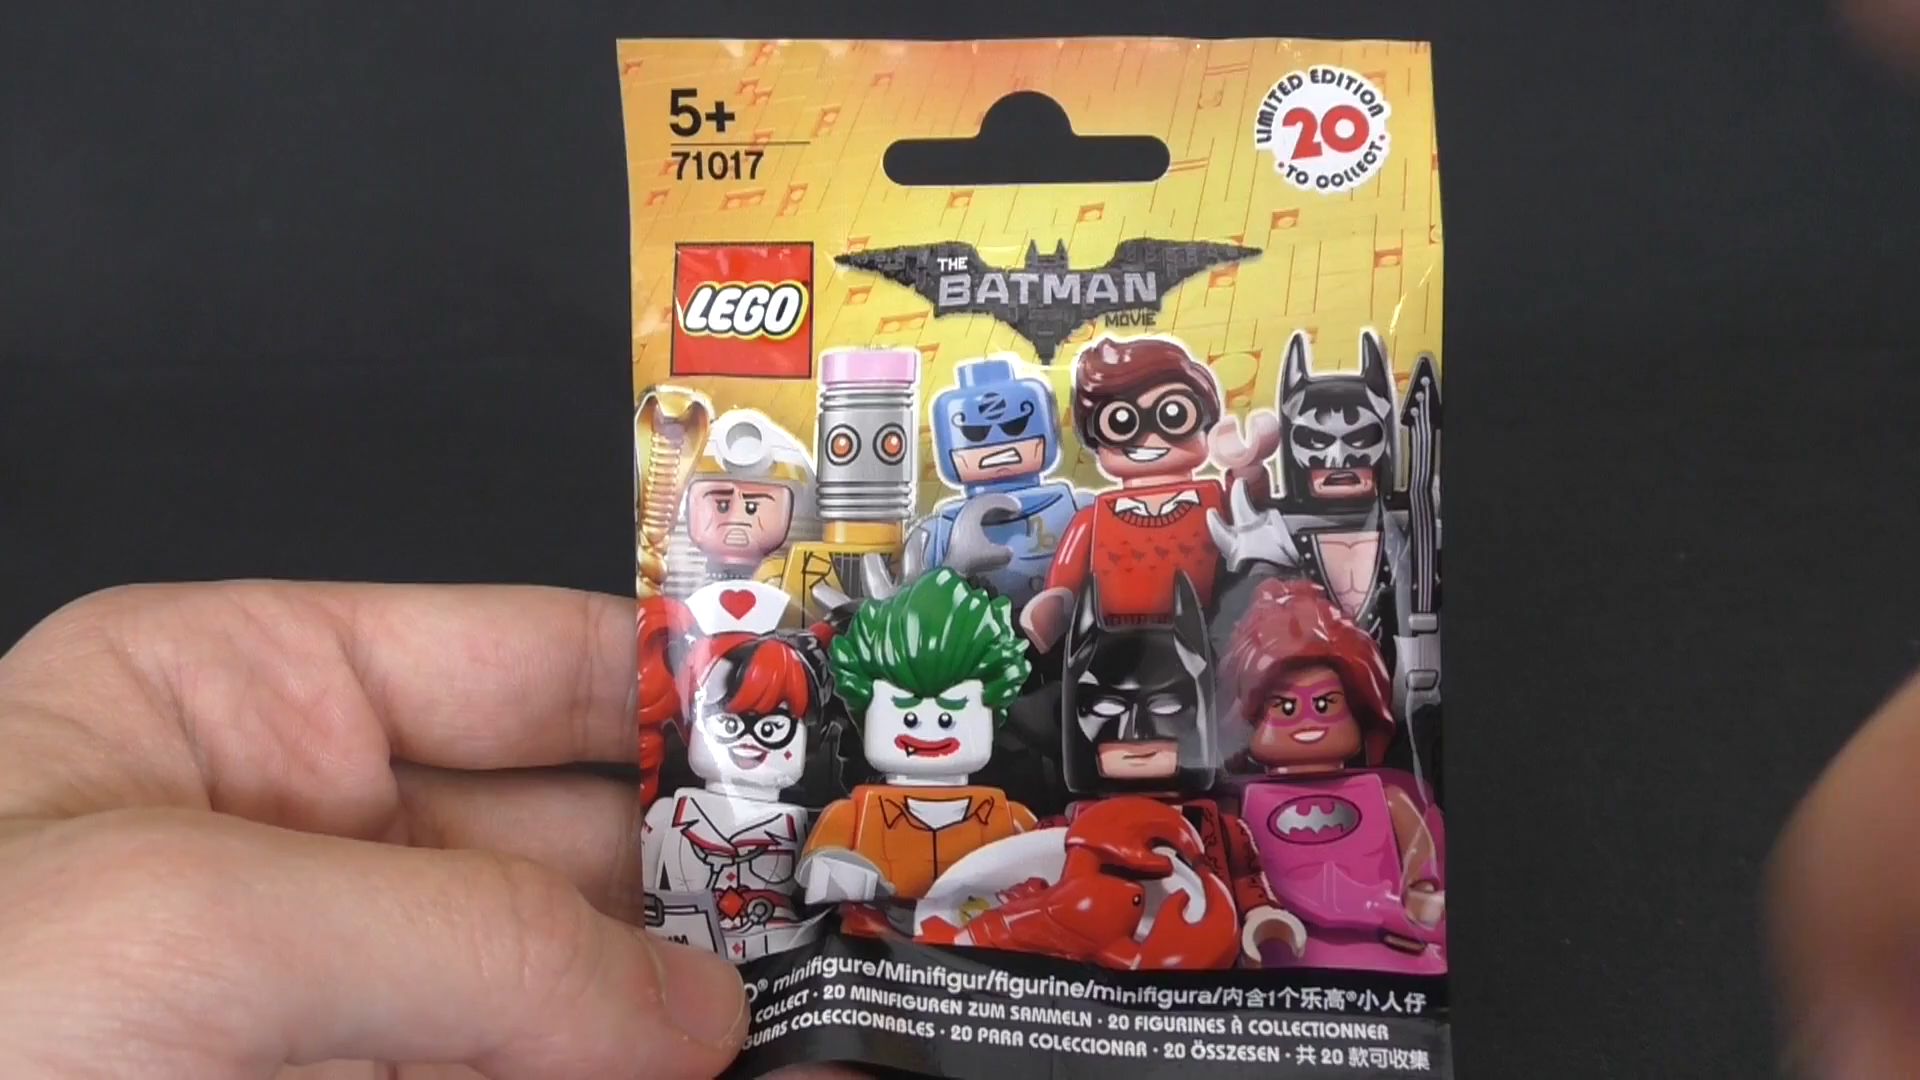 5+
71017
LIMITED EDITION
20
• TO COLLECT •
LEGO
THE
BATMAN
MOVIE
® minifigure/Minifigur/figurine/minifigura/内含1个乐高®小人仔
COLLECT • 20 MINIFIGUREN ZUM SAMMELN • 20 FIGURINES À COLLECTIONNER
COLECCIONABLES • 20 PARA COLECCIONAR • 20 ÖSSZESEN • 共 20 款可收集